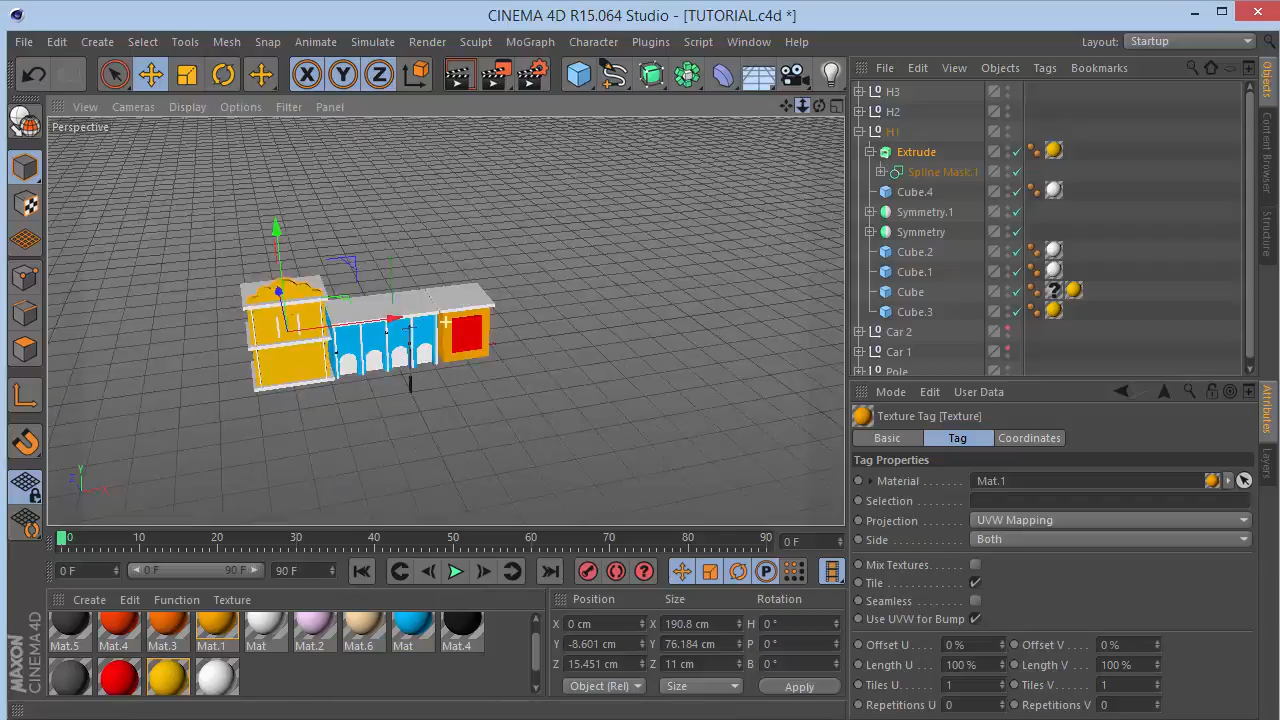 CINEMA 4D R15.064 Studio - [TUTORIAL.c4d *]
File Edit Create Select Tools Mesh Snap Animate Simulate Render Sculpt MoGraph Character Plugins Script Window Help
Layout: Startup
X Y Z
File Edit View Objects Tags Bookmarks
View Cameras Display Options Filter Panel
Perspective
H3
H2
H1
Extrude
Spline Mask.1
Cube.4
Symmetry.1
Symmetry
Cube.2
Cube.1
Cube
?
Cube.3
Car 2
Car 1
Pole
Objects
Content Browser
Structure
Mode Edit User Data
Texture Tag [Texture]
Basic Tag Coordinates
Tag Properties
Material Mat.1
Selection
Projection UVW Mapping
Side Both
Mix Textures
Tile
Seamless
Use UVW for Bump
Offset U 0 % Offset V 0 %
Length U 100 % Length V 100 %
Tiles U 1 Tiles V 1
Repetitions U 0 Repetitions V 0
Attributes
Layers
Y
Z
X
0 10 20 30 40 50 60 70 80 90
0 F
0 F 0 F 90 F 90 F
? P
Create Edit Function Texture
Mat.5 Mat.4 Mat.3 Mat.1 Mat Mat.2 Mat.6 Mat Mat.4
Position Size Rotation
X 0 cm X 190.8 cm H 0 °
Y -8.601 cm Y 76.184 cm P 0 °
Z 15.451 cm Z 11 cm B 0 °
Object (Rel) Size Apply
MAXON
CINEMA 4D